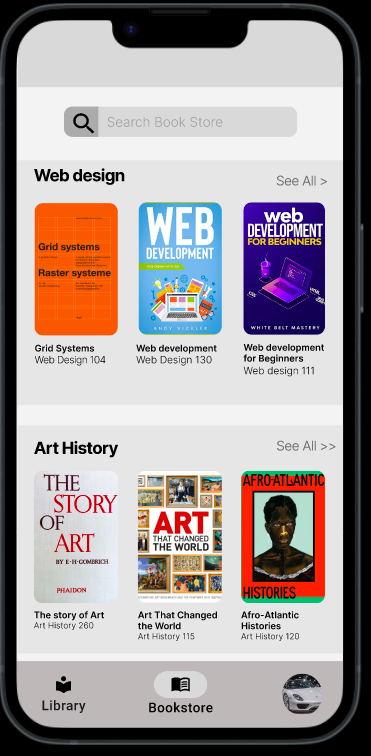 Search Book Store
Web design
See All >
Grid systems
Raster systeme
WEB
DEVELOPMENT
web
DEVELOPMENT
FOR BEGINNERS
WHITE BELT MASTERY
Grid Systems
Web Design 104
Web development
Web Design 130
Web development
for Beginners
Web design 111
Art History
See All >>
THE
STORY
OF
ART
BY E·H·GOMBRICH
PHAIDON
ART
THAT CHANGED
THE WORLD
AFRO-ATLANTIC
HISTORIES
The story of Art
Art History 260
Art That Changed
the World
Art History 115
Afro-Atlantic
Histories
Art History 120
Library
Bookstore